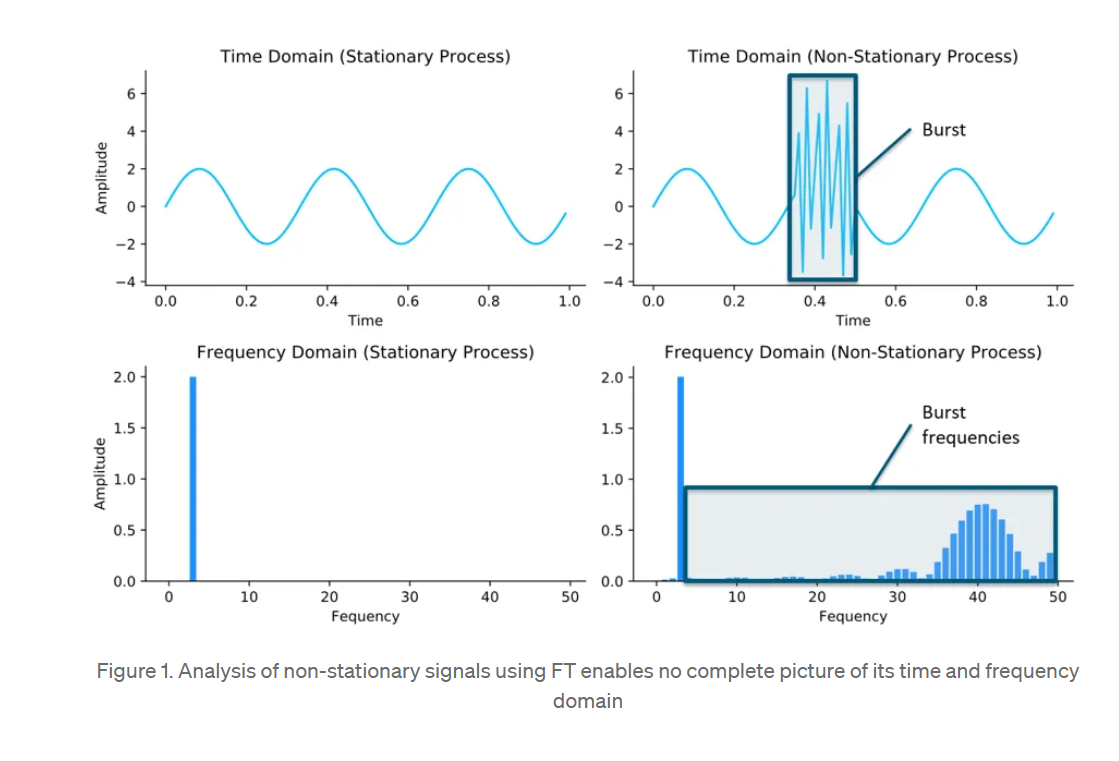 Time Domain (Stationary Process)
Amplitude
6
4
2
0
−2
−4
0.0 0.2 0.4 0.6 0.8 1.0
Time
Time Domain (Non-Stationary Process)
6
4
2
0
−2
−4
Burst
0.0 0.2 0.4 0.6 0.8 1.0
Time
Frequency Domain (Stationary Process)
Amplitude
2.0
1.5
1.0
0.5
0.0
0 10 20 30 40 50
Fequency
Frequency Domain (Non-Stationary Process)
2.0
1.5
1.0
0.5
0.0
Burst
frequencies
0 10 20 30 40 50
Fequency
Figure 1. Analysis of non-stationary signals using FT enables no complete picture of its time and frequency
domain